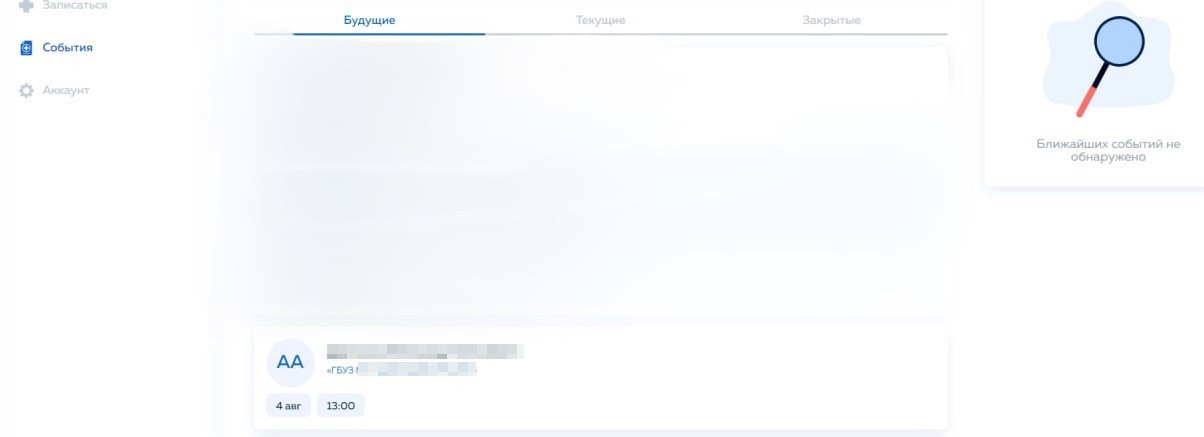 Записаться
События
Аккаунт
Будущие
Текущие
Закрытые
АА
«ГБУЗ
4 авг
13:00
Ближайших событий не
обнаружено